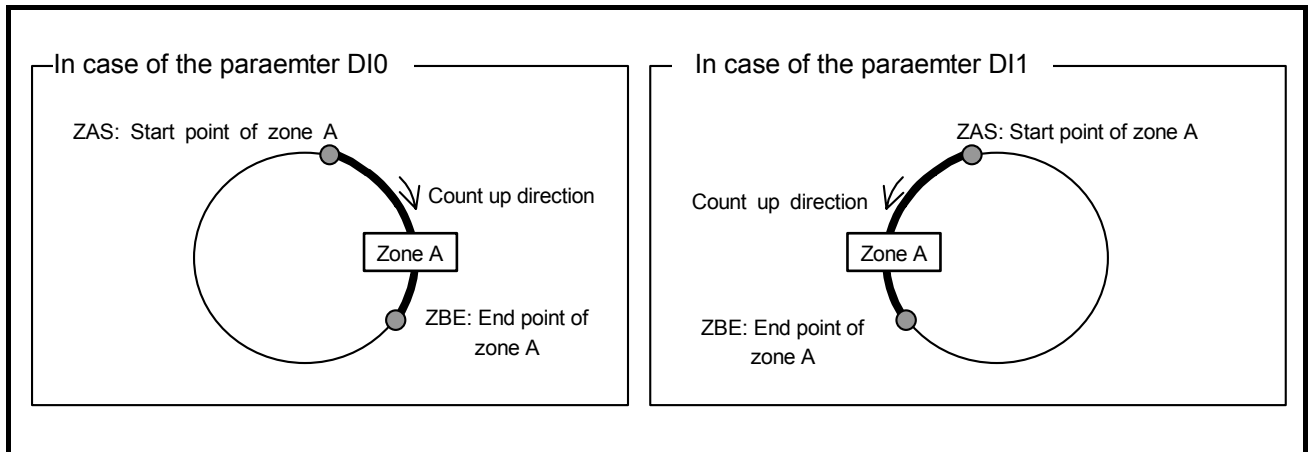 In case of the paraemter DI0
ZAS: Start point of zone A
Count up direction
Zone A
ZBE: End point of
zone A
In case of the paraemter DI1
ZAS: Start point of zone A
Count up direction
Zone A
ZBE: End point of
zone A